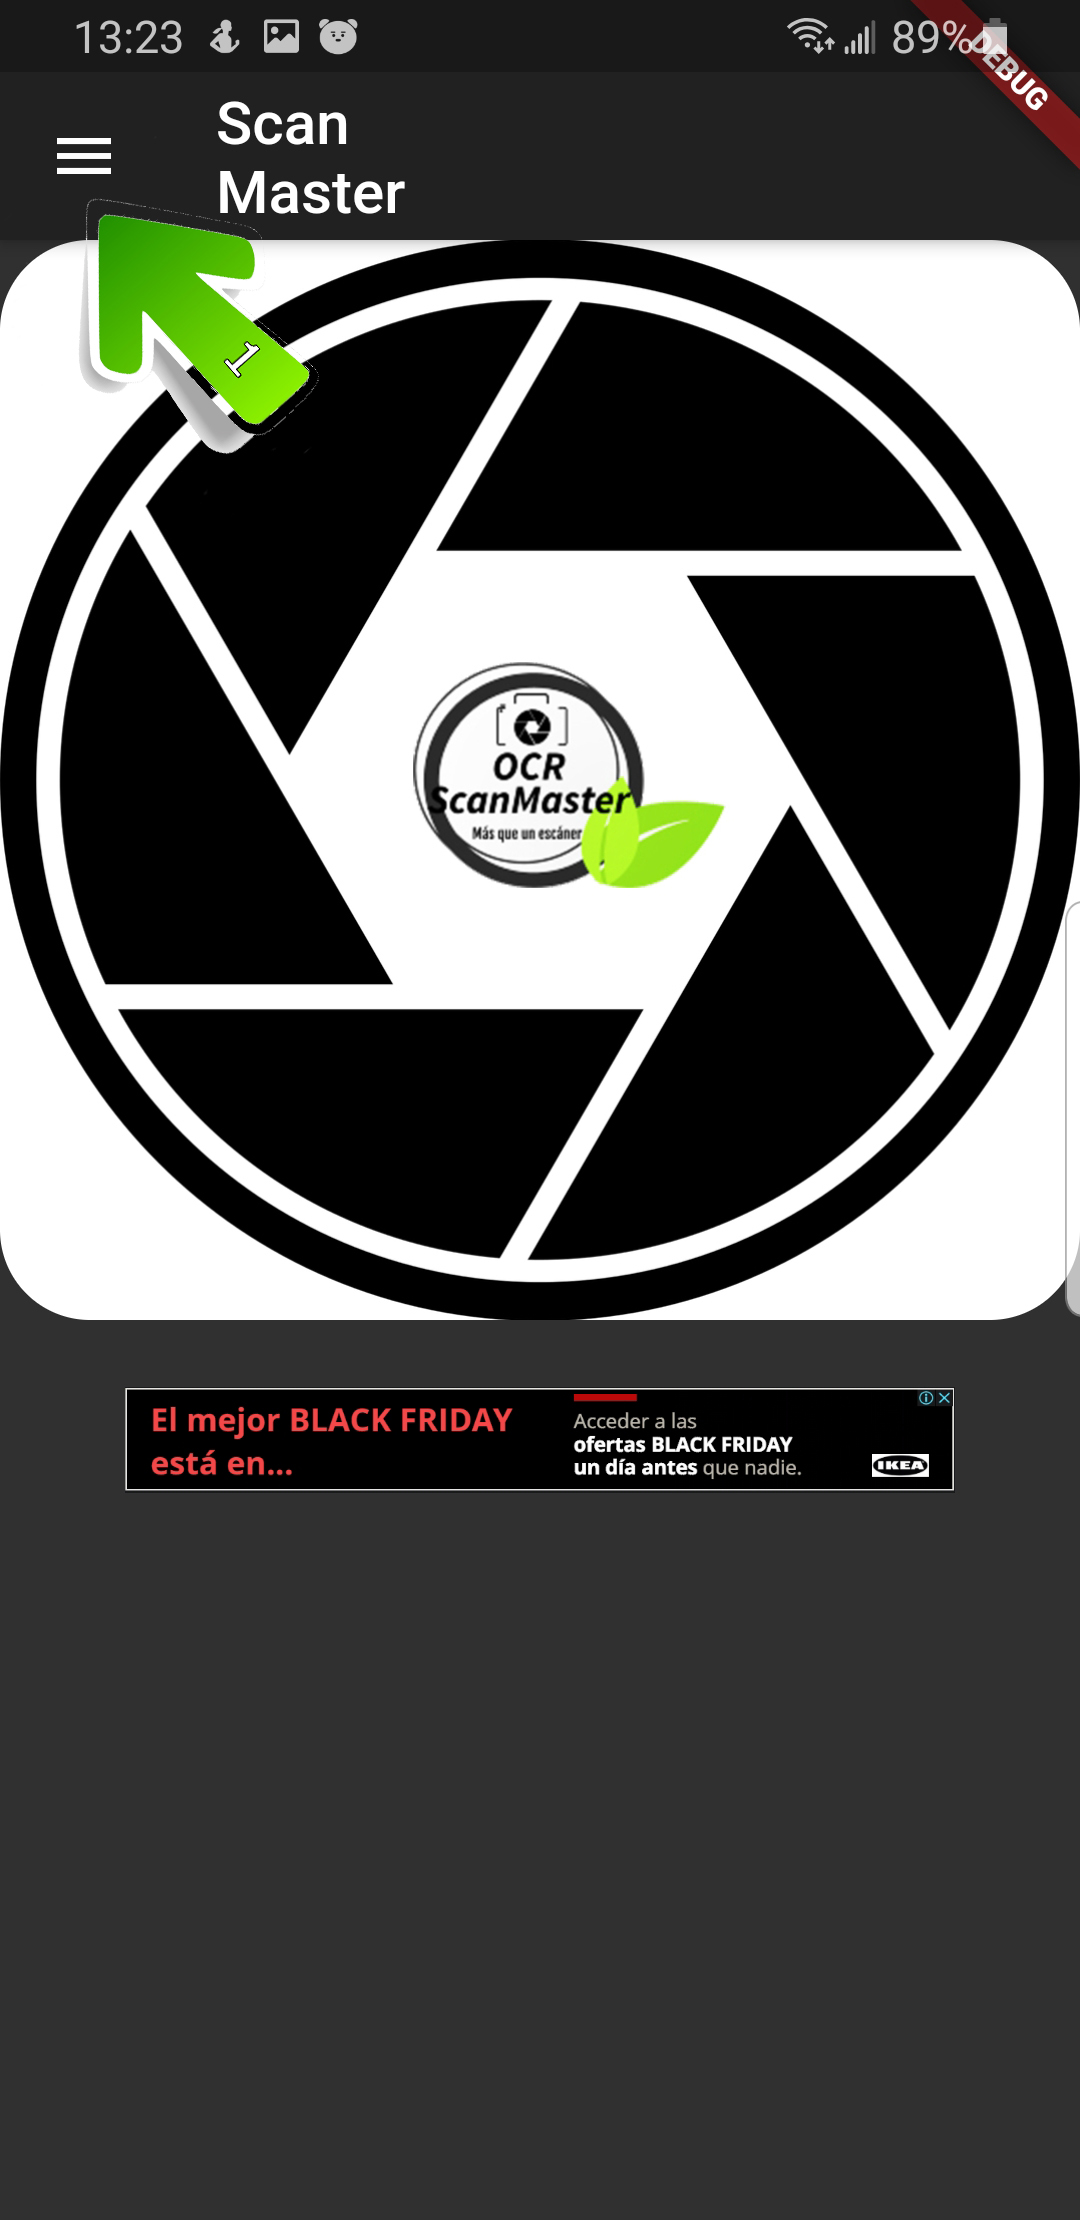 13:23
89%
DEBUG
Scan
Master
1
OCR
ScanMaster
Más que un escáner
El mejor BLACK FRIDAY
está en...
Acceder a las
ofertas BLACK FRIDAY
un día antes que nadie.
IKEA